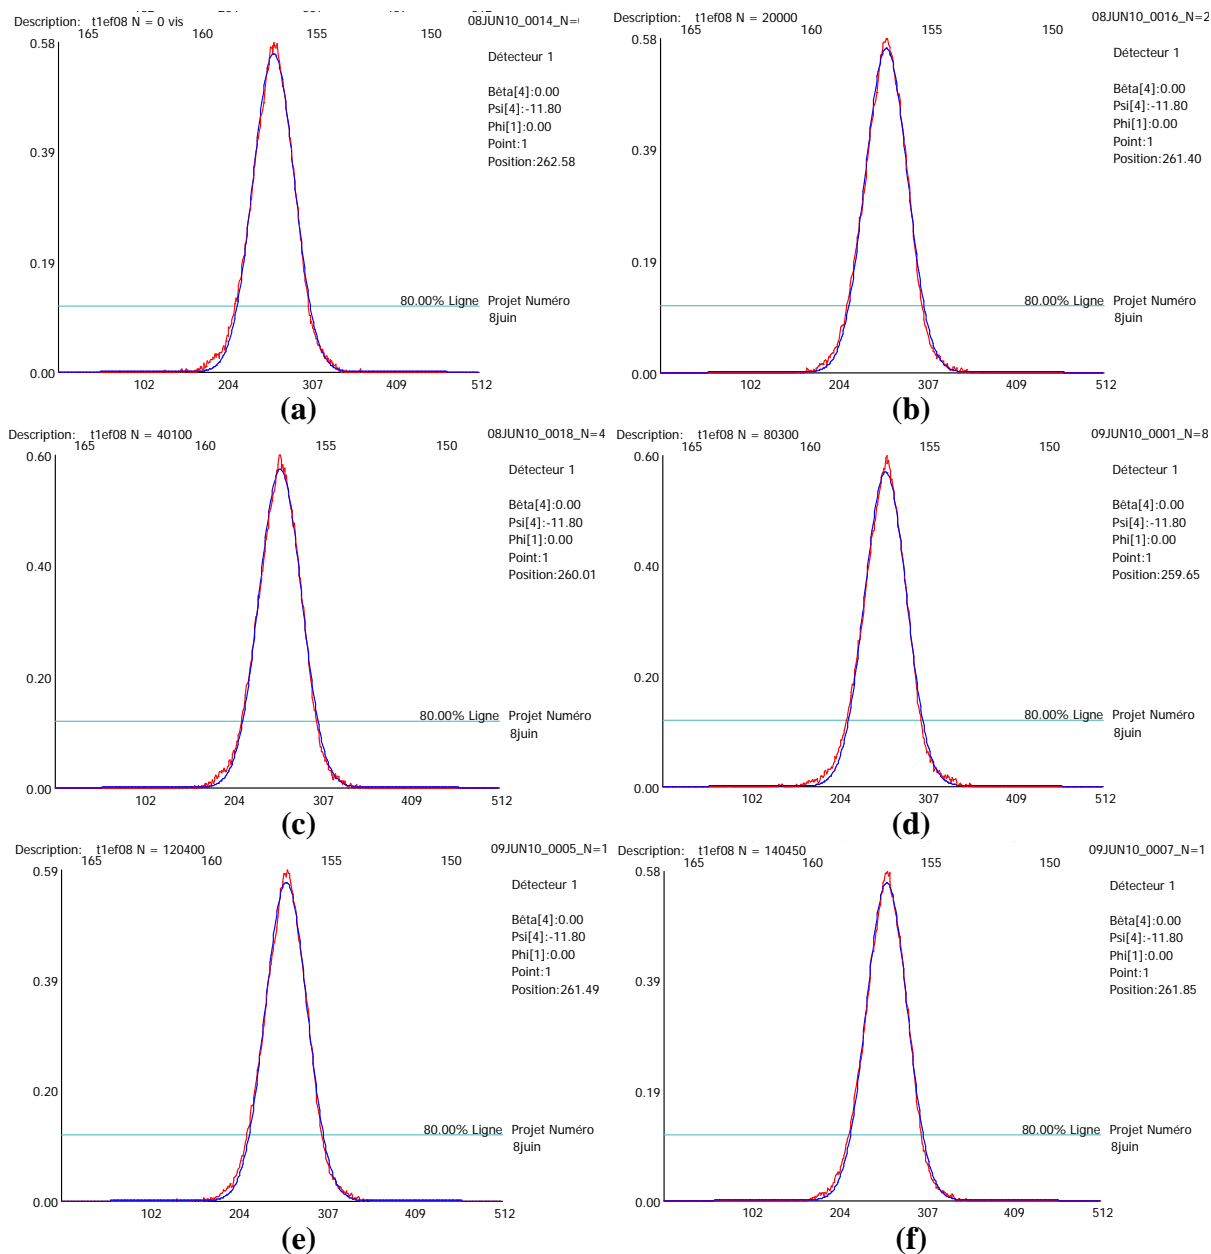 Description: t1ef08 N = 0 vis
08JUN10_0014_N=
165 160 155 150
0.58
0.39
0.19
0.00
Détecteur 1
Bêta[4]:0.00
Psi[4]:-11.80
Phi[1]:0.00
Point:1
Position:262.58
80.00% Ligne Projet Numéro
8juin
102 204 307 409 512
(a)
Description: t1ef08 N = 20000
08JUN10_0016_N=2
165 160 155 150
0.58
0.39
0.19
0.00
Détecteur 1
Bêta[4]:0.00
Psi[4]:-11.80
Phi[1]:0.00
Point:1
Position:261.40
80.00% Ligne Projet Numéro
8juin
102 204 307 409 512
(b)
Description: t1ef08 N = 40100
08JUN10_0018_N=4
165 160 155 150
0.60
0.40
0.20
0.00
Détecteur 1
Bêta[4]:0.00
Psi[4]:-11.80
Phi[1]:0.00
Point:1
Position:260.01
80.00% Ligne Projet Numéro
8juin
102 204 307 409 512
(c)
Description: t1ef08 N = 80300
09JUN10_0001_N=8
165 160 155 150
0.60
0.40
0.20
0.00
Détecteur 1
Bêta[4]:0.00
Psi[4]:-11.80
Phi[1]:0.00
Point:1
Position:259.65
80.00% Ligne Projet Numéro
8juin
102 204 307 409 512
(d)
Description: t1ef08 N = 120400
09JUN10_0005_N=1
165 160 155 150
0.59
0.39
0.20
0.00
Détecteur 1
Bêta[4]:0.00
Psi[4]:-11.80
Phi[1]:0.00
Point:1
Position:261.49
80.00% Ligne Projet Numéro
8juin
102 204 307 409 512
(e)
Description: t1ef08 N = 140450
09JUN10_0007_N=1
165 160 155 150
0.58
0.39
0.19
0.00
Détecteur 1
Bêta[4]:0.00
Psi[4]:-11.80
Phi[1]:0.00
Point:1
Position:261.85
80.00% Ligne Projet Numéro
8juin
102 204 307 409 512
(f)